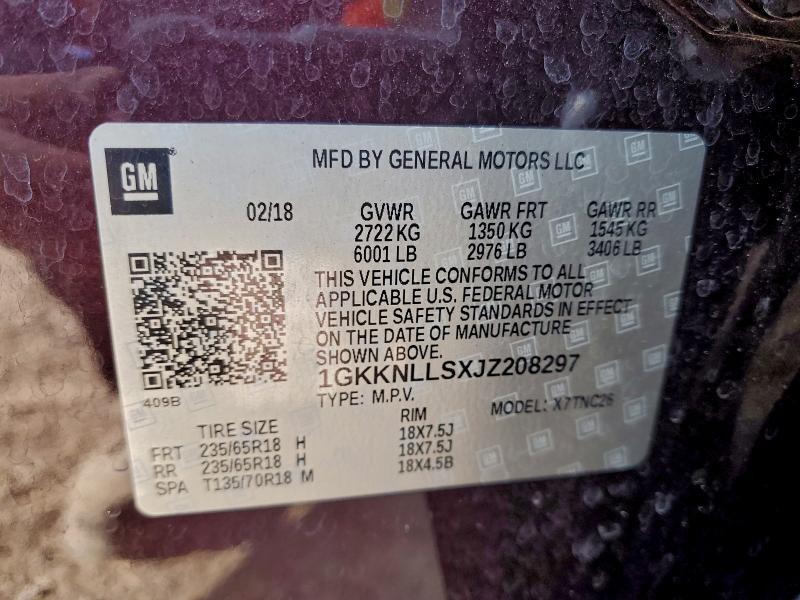 GM
MFD BY GENERAL MOTORS LLC
02/18 GVWR GAWR FRT GAWR RR
2722 KG 1350 KG 1545 KG
6001 LB 2976 LB 3406 LB
THIS VEHICLE CONFORMS TO ALL
APPLICABLE U.S. FEDERAL MOTOR
VEHICLE SAFETY STANDARDS IN EFFECT
ON THE DATE OF MANUFACTURE
SHOWN ABOVE.
1GKKNLLSXJZ208297
409B TYPE: M.P.V. MODEL: X7TNC26
TIRE SIZE RIM
FRT 235/65R18 H 18X7.5J
RR 235/65R18 H 18X7.5J
SPA T135/70R18 M 18X4.5B